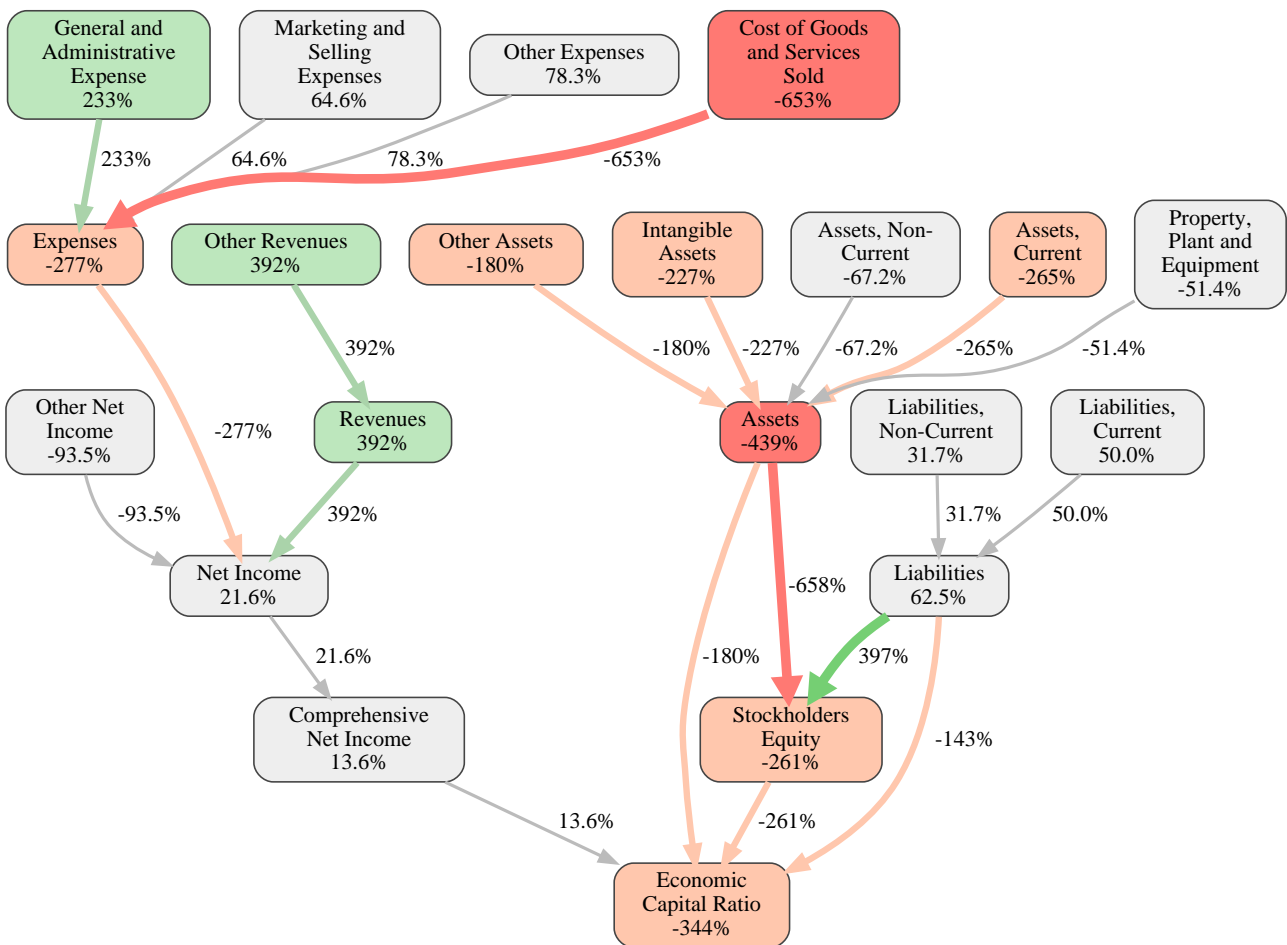 General and
Administrative
Expense
233%
Marketing and
Selling
Expenses
64.6%
Other Expenses
78.3%
Cost of Goods
and Services
Sold
-653%
233%
64.6%
78.3%
-653%
Expenses
-277%
Other Revenues
392%
Other Assets
-180%
Intangible
Assets
-227%
Assets, Non-
Current
-67.2%
Assets,
Current
-265%
Property,
Plant and
Equipment
-51.4%
392%
-180%
-227%
-67.2%
-265%
-51.4%
Other Net
Income
-93.5%
-277%
Revenues
392%
Assets
-439%
Liabilities,
Non-Current
31.7%
Liabilities,
Current
50.0%
-93.5%
392%
31.7%
50.0%
Net Income
21.6%
-658%
Liabilities
62.5%
21.6%
-180%
397%
Comprehensive
Net Income
13.6%
Stockholders
Equity
-261%
-143%
13.6%
-261%
Economic
Capital Ratio
-344%